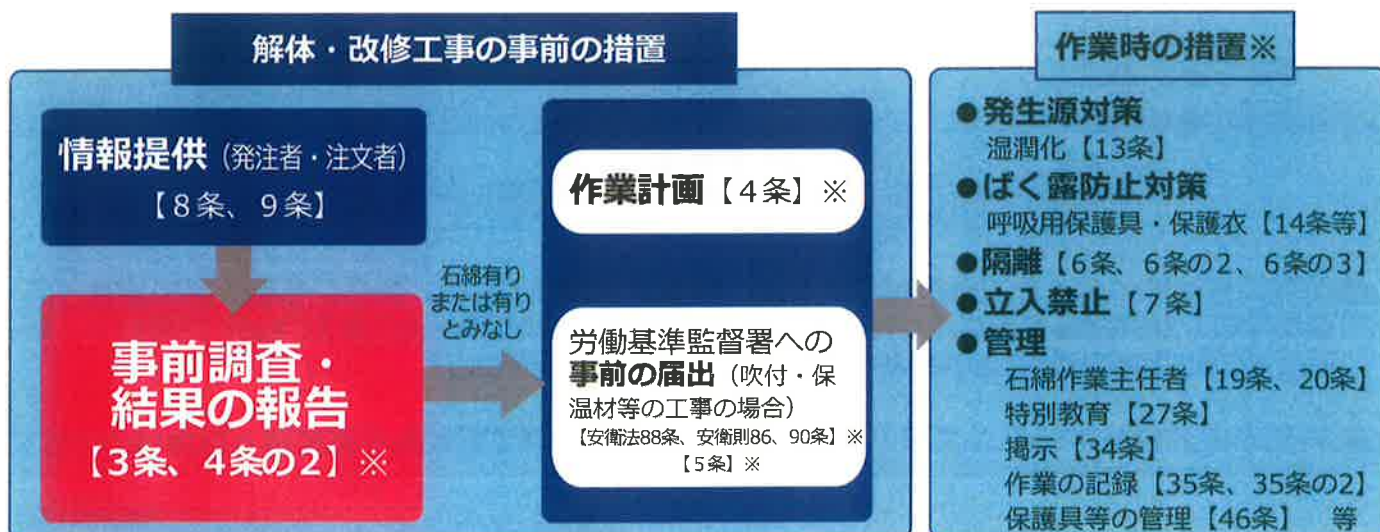 解体・改修工事の事前の措置
情報提供（発注者・注文者）
【８条、９条】
事前調査・
結果の報告
【３条、４条の２】※
石綿有り
または有り
とみなし
作業計画【４条】※
労働基準監督署への
事前の届出（吹付・保
温材等の工事の場合）
【安衛法88条、安衛則86、90条】※
【５条】※
作業時の措置※
●発生源対策
湿潤化【13条】
●ばく露防止対策
呼吸用保護具・保護衣【14条等】
●隔離【6条、6条の2、6条の3】
●立入禁止【7条】
●管理
石綿作業主任者【19条、20条】
特別教育【27条】
掲示【34条】
作業の記録【35条、35条の2】
保護具等の管理【46条】　等